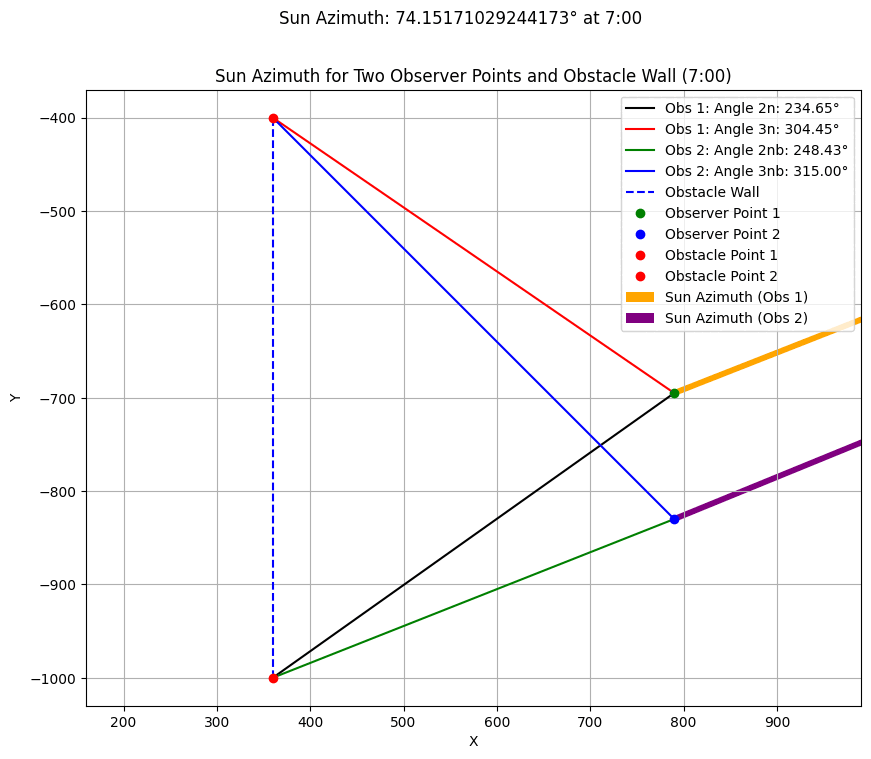 Sun Azimuth: 74.15171029244173° at 7:00
Sun Azimuth for Two Observer Points and Obstacle Wall (7:00)
Obs 1: Angle 2n: 234.65°
Obs 1: Angle 3n: 304.45°
Obs 2: Angle 2nb: 248.43°
Obs 2: Angle 3nb: 315.00°
Obstacle Wall
Observer Point 1
Observer Point 2
Obstacle Point 1
Obstacle Point 2
Sun Azimuth (Obs 1)
Sun Azimuth (Obs 2)
−400
−500
−600
−700
−800
−900
−1000
Y
200 300 400 500 600 700 800 900
X